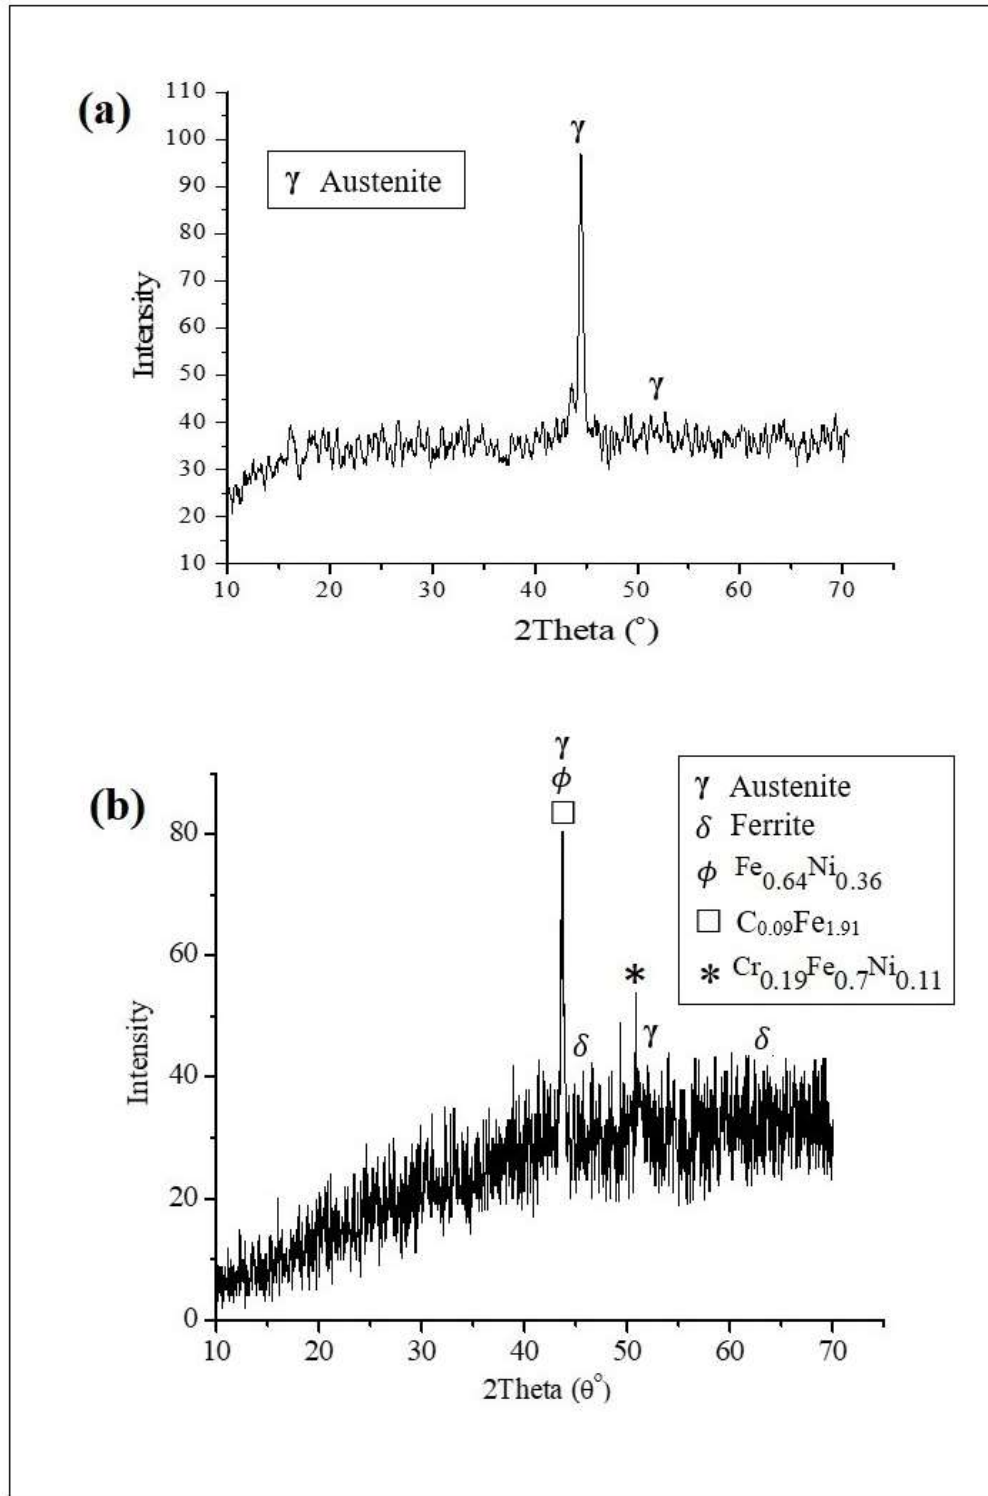 (a)
110
100
90
80
70
60
50
40
30
20
10
Intensity
γ Austenite
γ
γ
10 20 30 40 50 60 70
2Theta (°)
(b)
γ
ϕ
□
*
δ
γ
δ
γ Austenite
δ Ferrite
ϕ Fe0.64Ni0.36
□ C0.09Fe1.91
* Cr0.19Fe0.7Ni0.11
80
60
40
20
0
Intensity
10 20 30 40 50 60 70
2Theta (θ°)